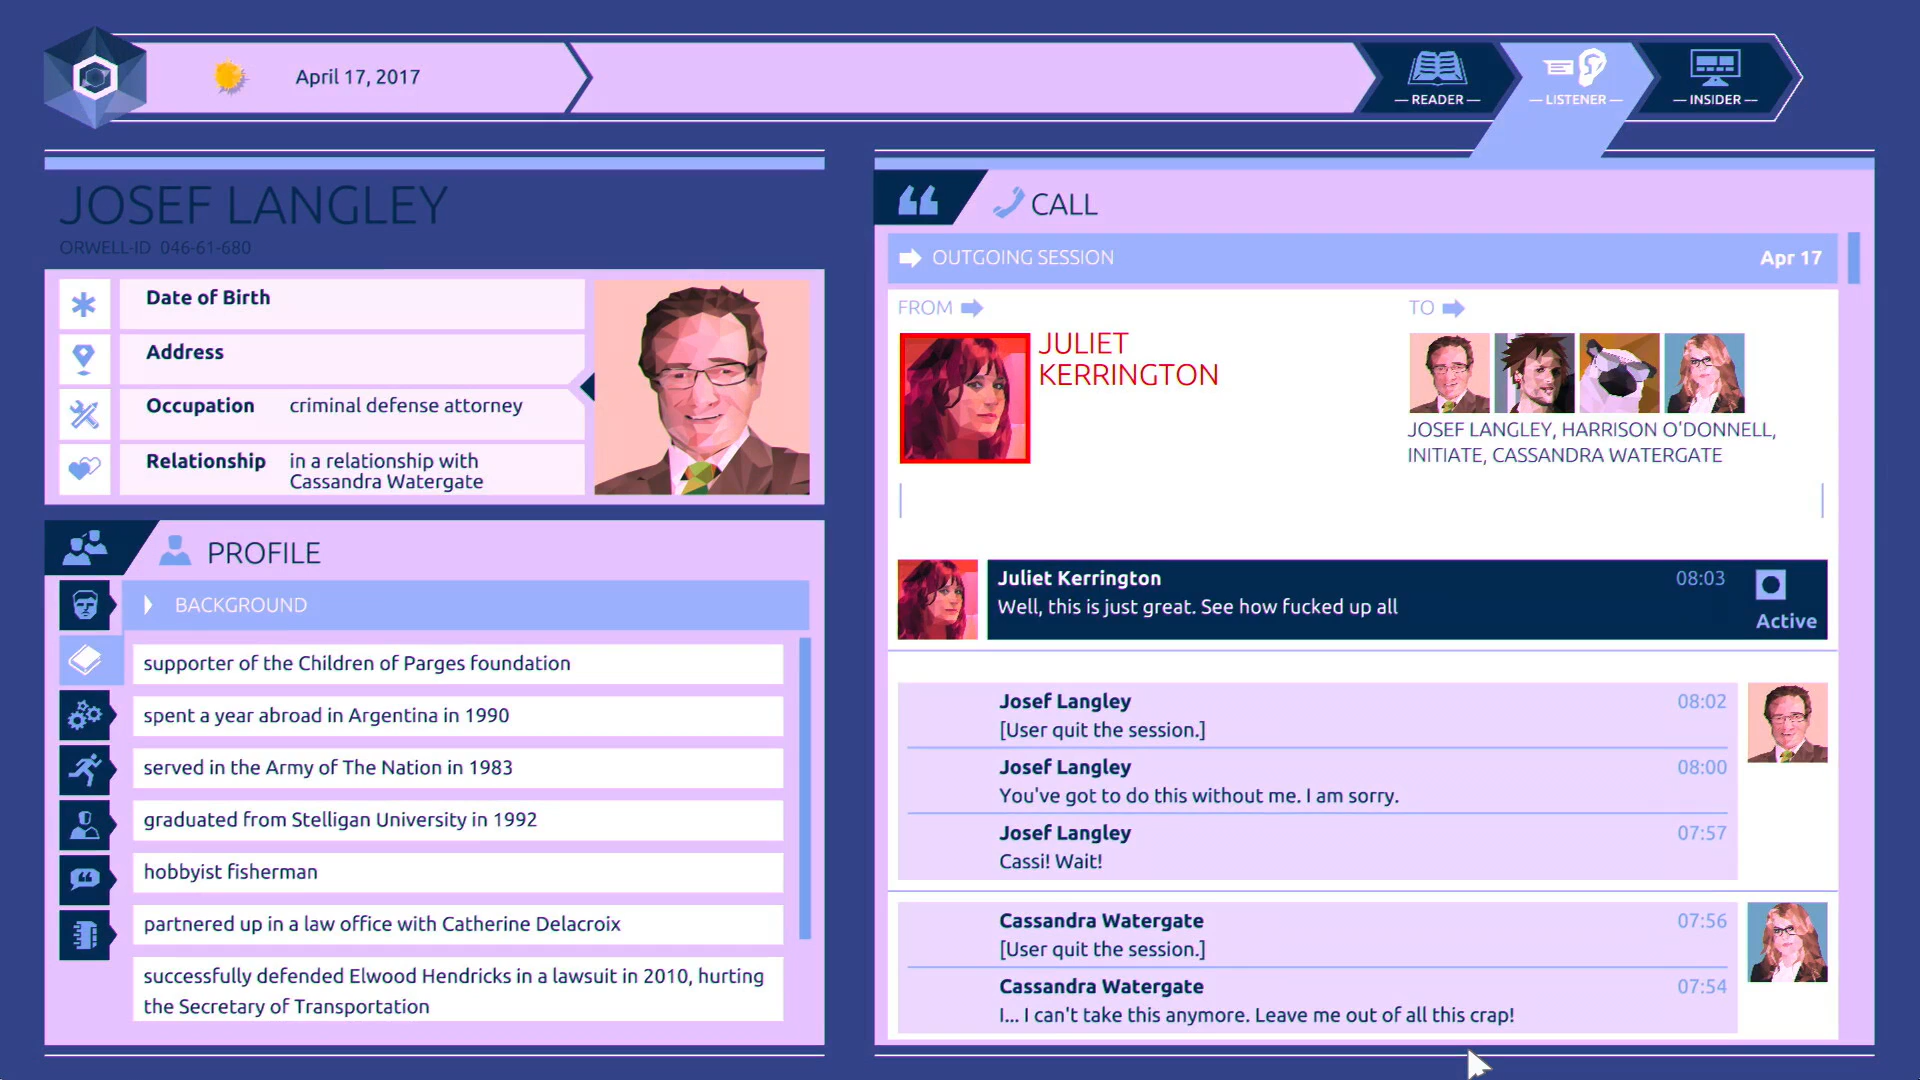 April 17, 2017
READER
LISTENER
INSIDER
JOSEF LANGLEY
ORWELL-ID 046-61-680
Date of Birth
Address
Occupation criminal defense attorney
Relationship in a relationship with
Cassandra Watergate
PROFILE
BACKGROUND
supporter of the Children of Parges foundation
spent a year abroad in Argentina in 1990
served in the Army of The Nation in 1983
graduated from Stelligan University in 1992
hobbyist fisherman
partnered up in a law office with Catherine Delacroix
successfully defended Elwood Hendricks in a lawsuit in 2010, hurting
the Secretary of Transportation
CALL
OUTGOING SESSION Apr 17
FROM
JULIET
KERRINGTON
TO
JOSEF LANGLEY, HARRISON O'DONNELL,
INITIATE, CASSANDRA WATERGATE
Juliet Kerrington 08:03
Well, this is just great. See how fucked up all
Active
Josef Langley 08:02
[User quit the session.]
Josef Langley 08:00
You've got to do this without me. I am sorry.
Josef Langley 07:57
Cassi! Wait!
Cassandra Watergate 07:56
[User quit the session.]
Cassandra Watergate 07:54
I... I can't take this anymore. Leave me out of all this crap!